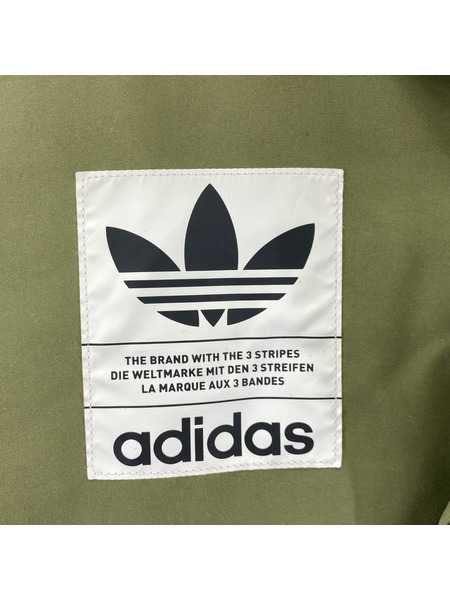 THE BRAND WITH THE 3 STRIPES
DIE WELTMARKE MIT DEN 3 STREIFEN
LA MARQUE AUX 3 BANDES
adidas